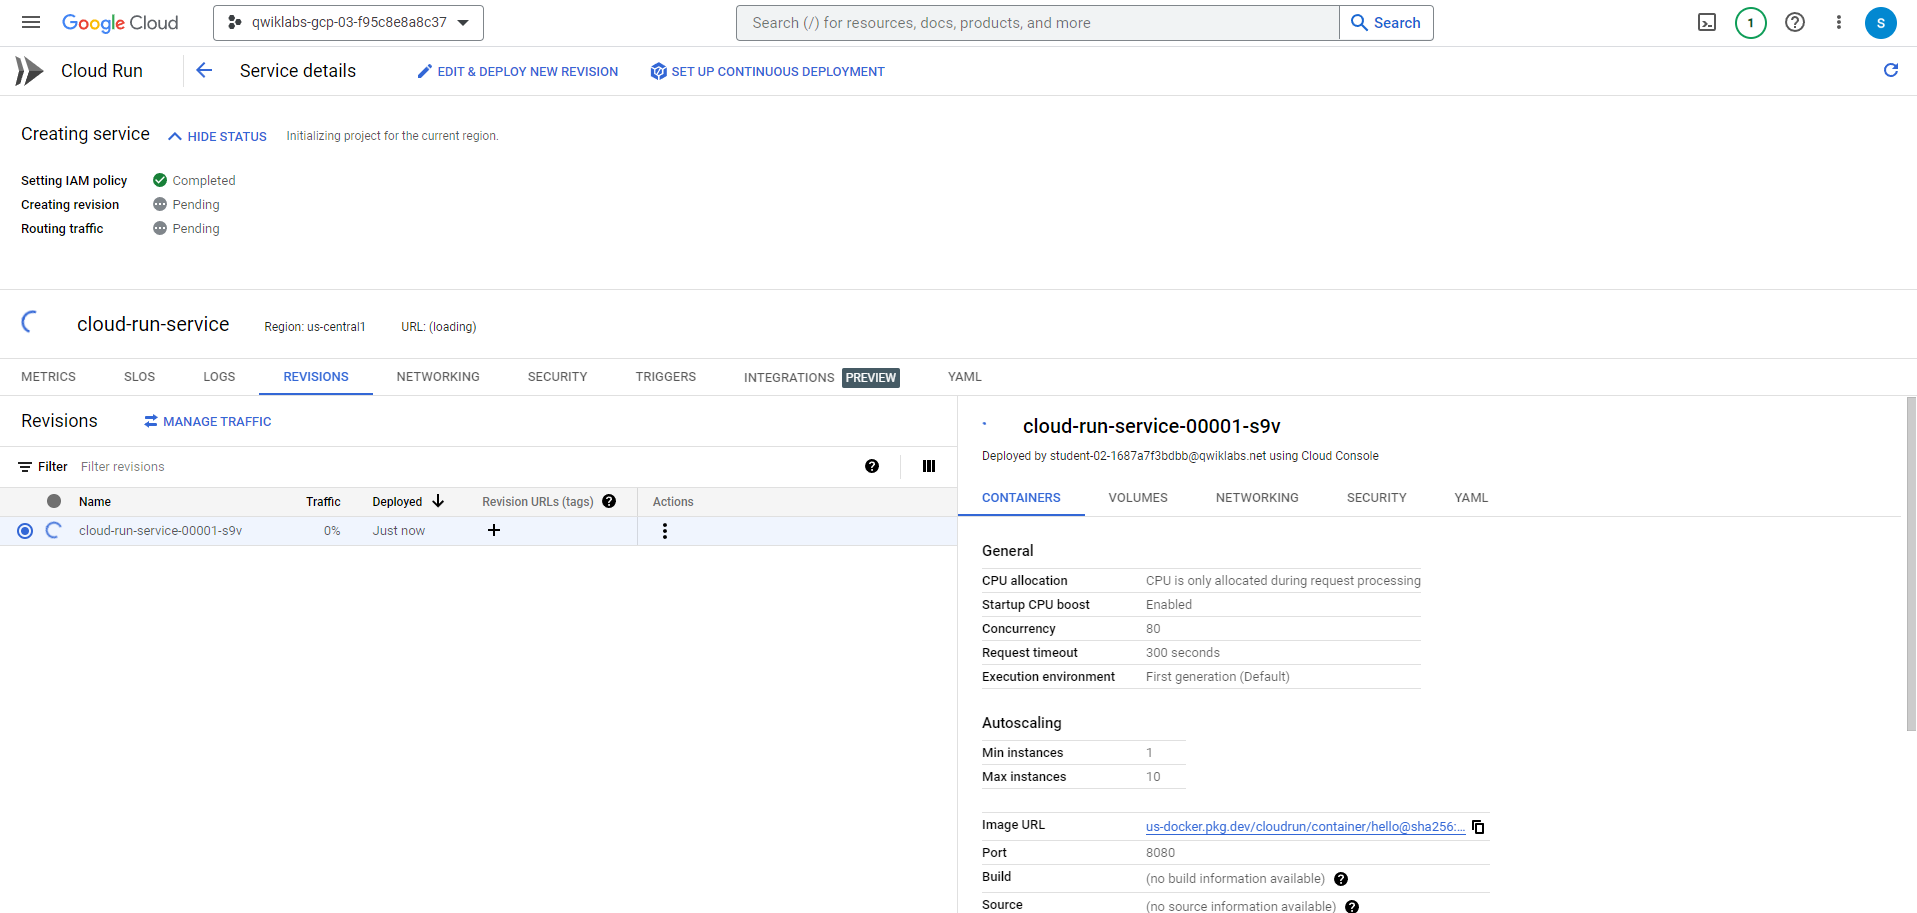 Google Cloud
qwiklabs-gcp-03-f95c8e8a8c37
Search (/) for resources, docs, products, and more
Search
1
S
Cloud Run
Service details
EDIT & DEPLOY NEW REVISION
SET UP CONTINUOUS DEPLOYMENT
Creating service
HIDE STATUS
Initializing project for the current region.
Setting IAM policy Completed
Creating revision Pending
Routing traffic Pending
cloud-run-service
Region: us-central1
URL: (loading)
METRICS SLOS LOGS REVISIONS NETWORKING SECURITY TRIGGERS INTEGRATIONS PREVIEW YAML
Revisions
MANAGE TRAFFIC
Filter Filter revisions
Name Traffic Deployed Revision URLs (tags) Actions
cloud-run-service-00001-s9v 0% Just now
cloud-run-service-00001-s9v
Deployed by student-02-1687a7f3bdbb@qwiklabs.net using Cloud Console
CONTAINERS VOLUMES NETWORKING SECURITY YAML
General
CPU allocation CPU is only allocated during request processing
Startup CPU boost Enabled
Concurrency 80
Request timeout 300 seconds
Execution environment First generation (Default)
Autoscaling
Min instances 1
Max instances 10
Image URL us-docker.pkg.dev/cloudrun/container/hello@sha256:...
Port 8080
Build (no build information available)
Source (no source information available)